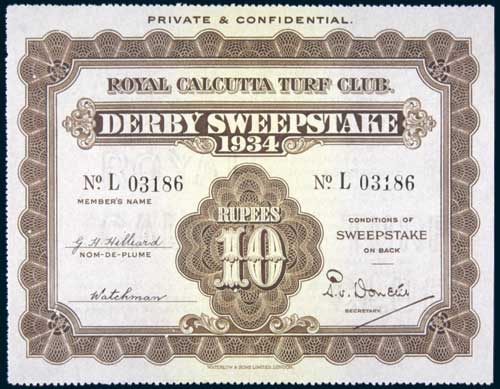 PRIVATE & CONFIDENTIAL.
ROYAL CALCUTTA TURF CLUB.
DERBY SWEEPSTAKE
1934
No. L 03186
No. L 03186
MEMBER'S NAME
G. H. Hilleard
NOM-DE-PLUME
Watchman
RUPEES
10
CONDITIONS OF
SWEEPSTAKE
ON BACK
SECRETARY.
WATERLOW & SONS LIMITED, LONDON.